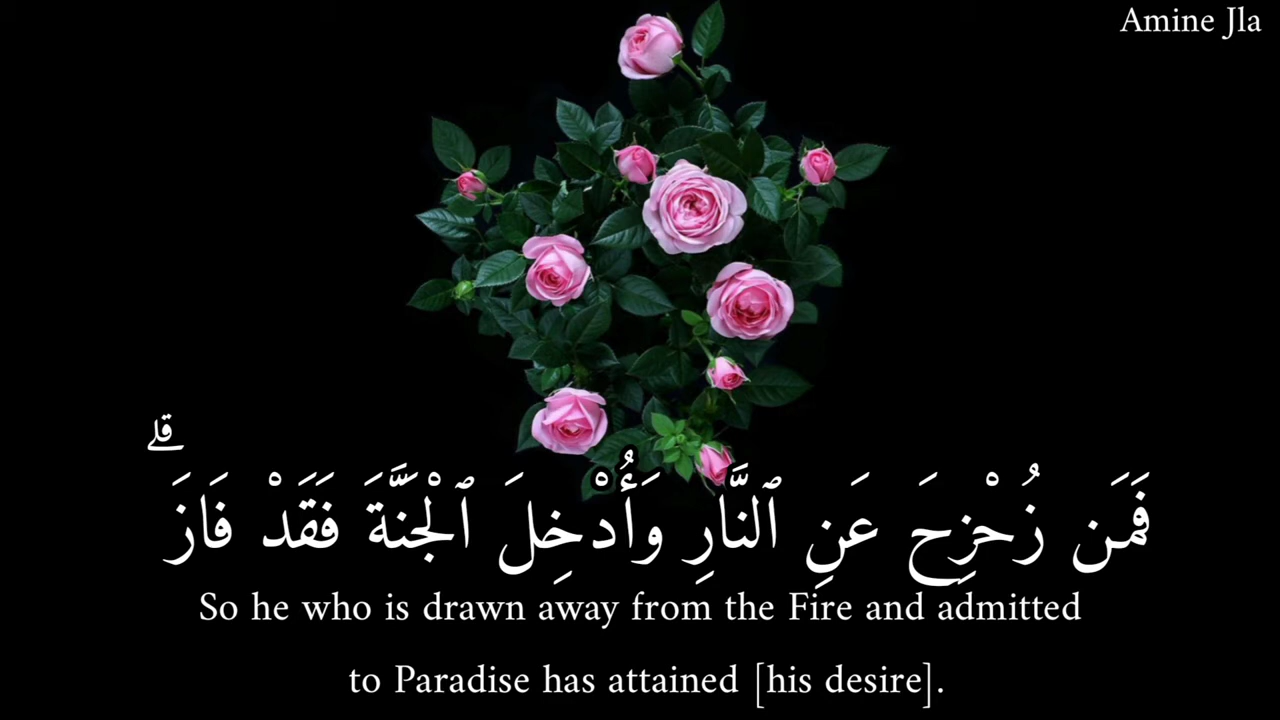 Amine Jla
فَمَن زُحْزِحَ عَنِ ٱلنَّارِ وَأُدْخِلَ ٱلْجَنَّةَ فَقَدْ فَازَ ۗ
So he who is drawn away from the Fire and admitted
to Paradise has attained [his desire].